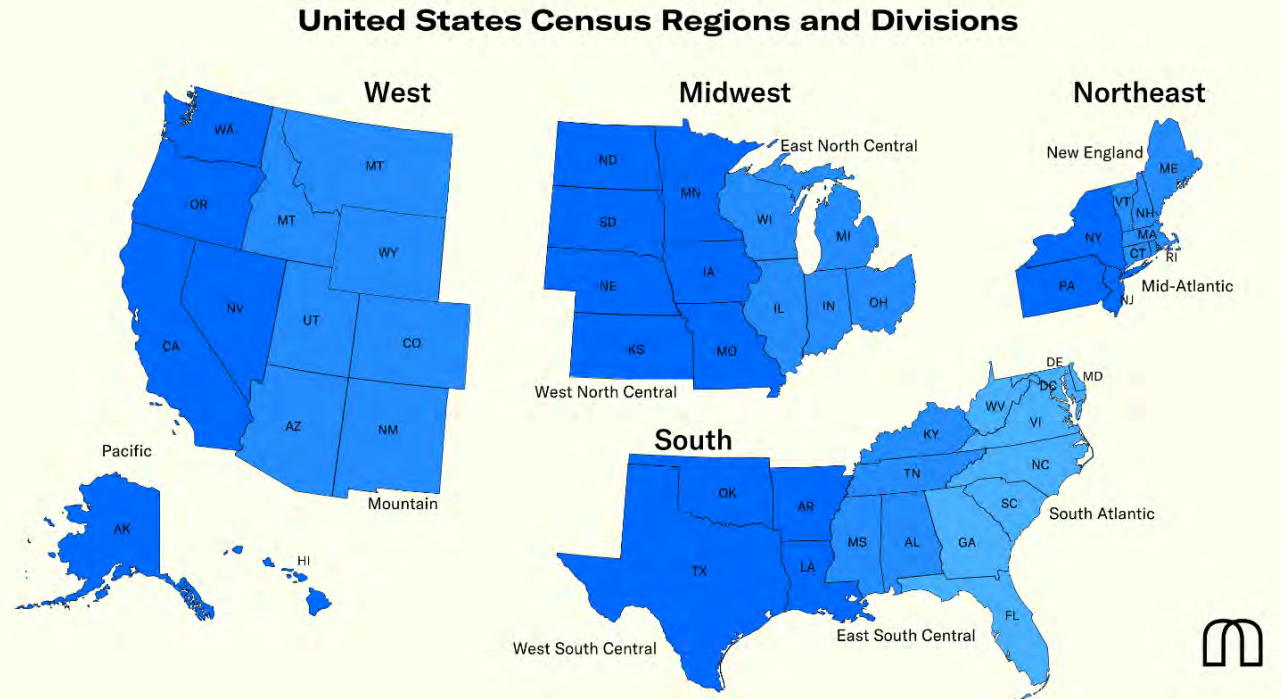 United States Census Regions and Divisions
West
WA
MT
OR
MT
WY
NV
UT
CO
CA
AZ
NM
Pacific
Mountain
AK
HI
Midwest
East North Central
ND
MN
SD
WI
MI
IA
NE
IL
IN
OH
KS
MO
West North Central
Northeast
New England
ME
VT
NH
NY
MA
CT
RI
PA
NJ
Mid-Atlantic
South
DE
DC
MD
WV
VI
KY
NC
TN
OK
AR
SC
South Atlantic
MS
AL
GA
TX
LA
FL
East South Central
West South Central